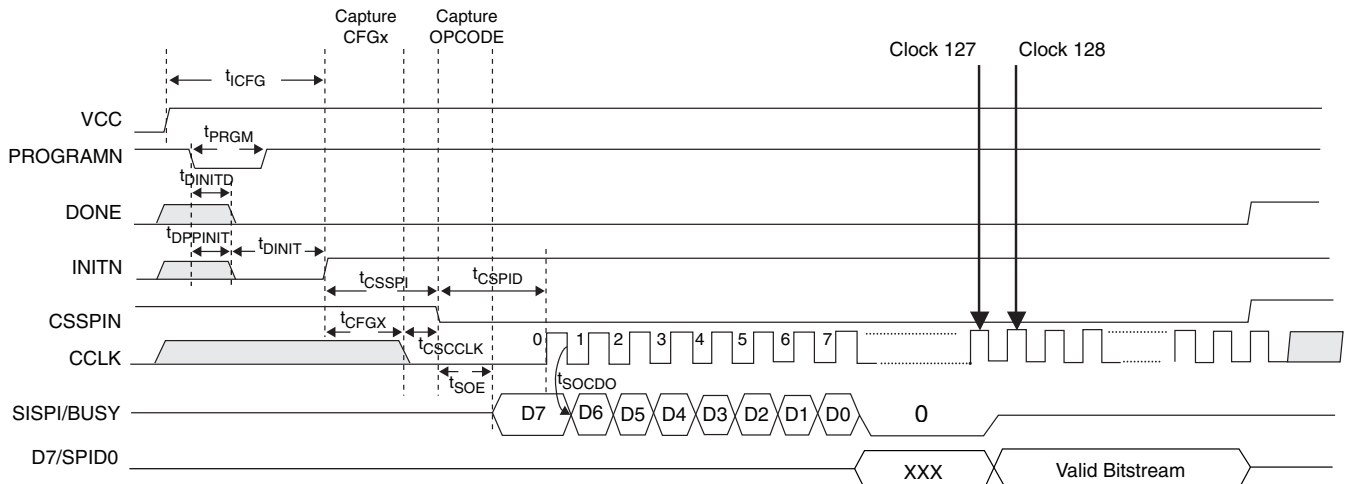 Capture CFGx
Capture OPCODE
Clock 127
Clock 128
tICFG
VCC
tPRGM
PROGRAMN
tDINITD
DONE
tDPPINIT
tDINIT
INITN
tCSSPI
tCSPID
CSSPIN
tCFGX
tCSCCLK
CCLK
0 1 2 3 4 5 6 7
tSOE
tSOCDO
SISPI/BUSY
D7 D6 D5 D4 D3 D2 D1 D0 0
D7/SPID0
XXX
Valid Bitstream